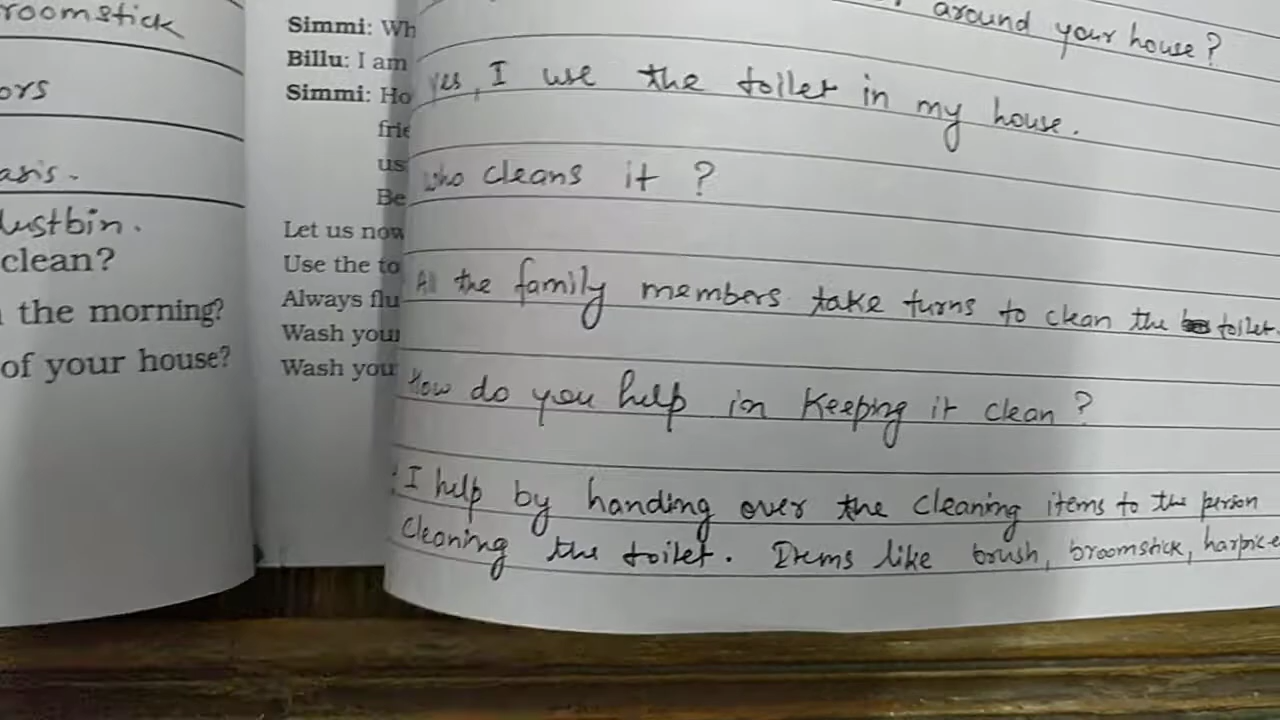 roomstick
ors
asis.
dustbin.
clean?
the morning?
of your house?
Simmi: Wh
Billu: I am
Simmi: Ho
frie
us
Be
Let us now
Use the to
Always flu
Wash your
Wash your
around your house?
Yes, I use the toilet in my house.
who cleans it ?
All the family members take turns to clean the toilet.
How do you help in Keeping it clean ?
I help by handing over the cleaning items to the person
cleaning the toilet. Items like brush, broomstick, harpic